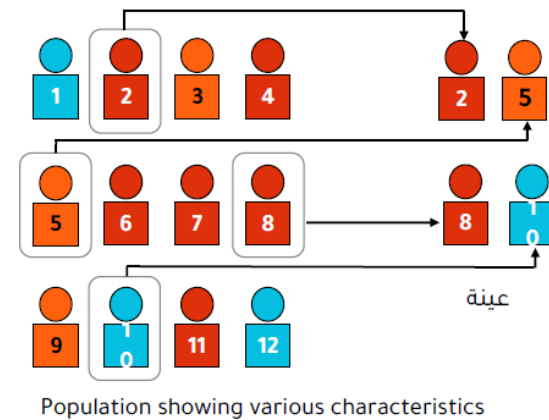 1 2 3 4 2 5
5 6 7 8 8 10
عينة
9 10 11 12
Population showing various characteristics